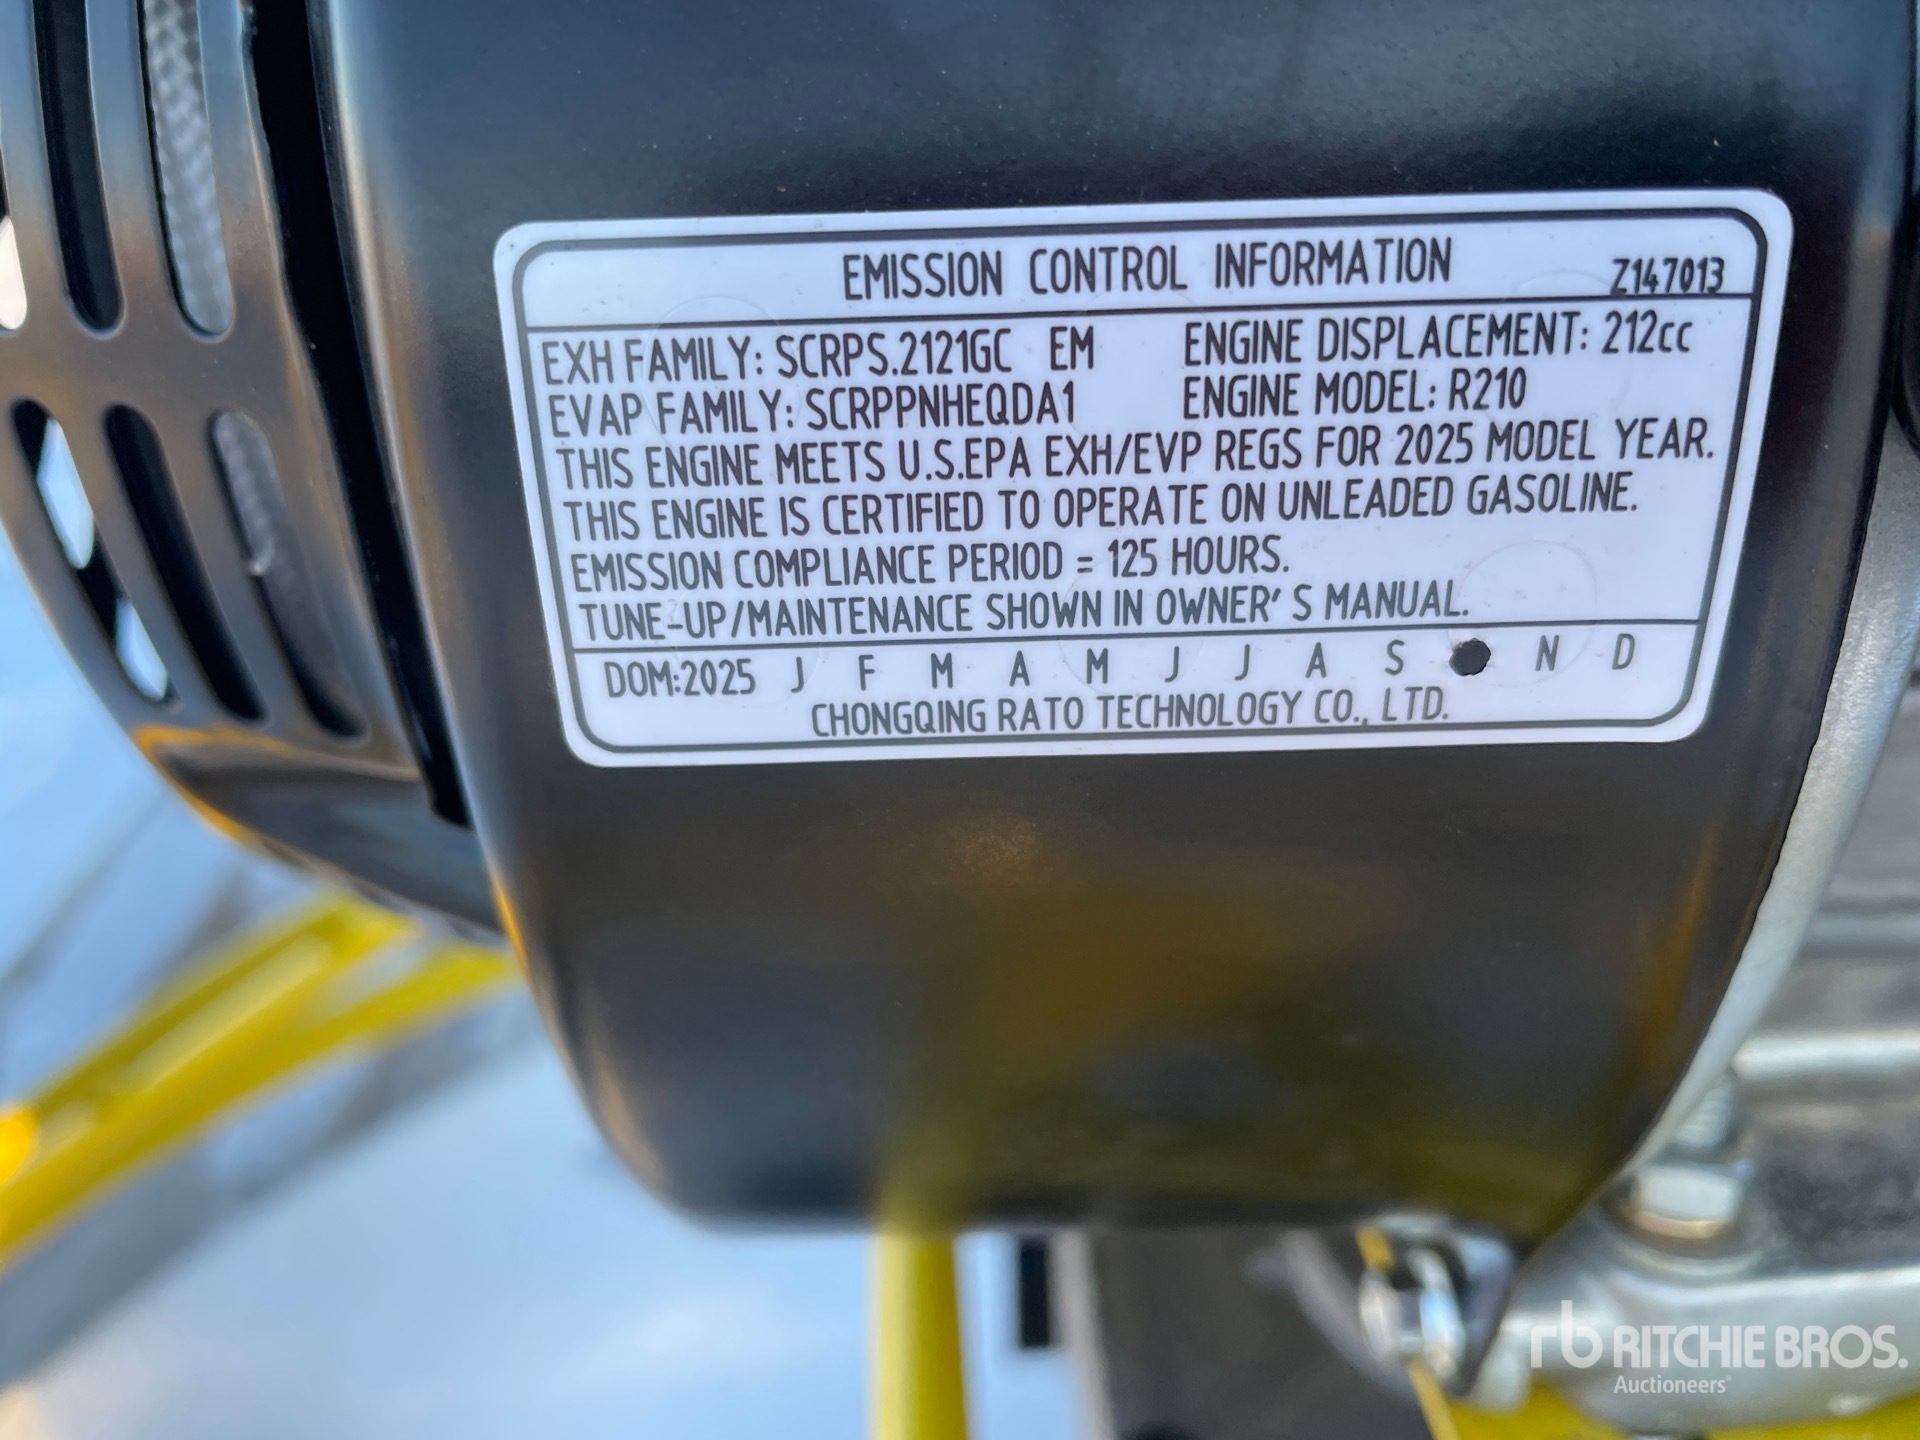 EMISSION CONTROL INFORMATION Z147013
EXH FAMILY: SCRPS.2121GC EM ENGINE DISPLACEMENT: 212cc
EVAP FAMILY: SCRPPNHEQDA1 ENGINE MODEL: R210
THIS ENGINE MEETS U.S.EPA EXH/EVP REGS FOR 2025 MODEL YEAR.
THIS ENGINE IS CERTIFIED TO OPERATE ON UNLEADED GASOLINE.
EMISSION COMPLIANCE PERIOD = 125 HOURS.
TUNE-UP/MAINTENANCE SHOWN IN OWNER'S MANUAL.
DOM:2025 J F M A M J J A S N D
CHONGQING RATO TECHNOLOGY CO., LTD.
rb RITCHIE BROS.
Auctioneers